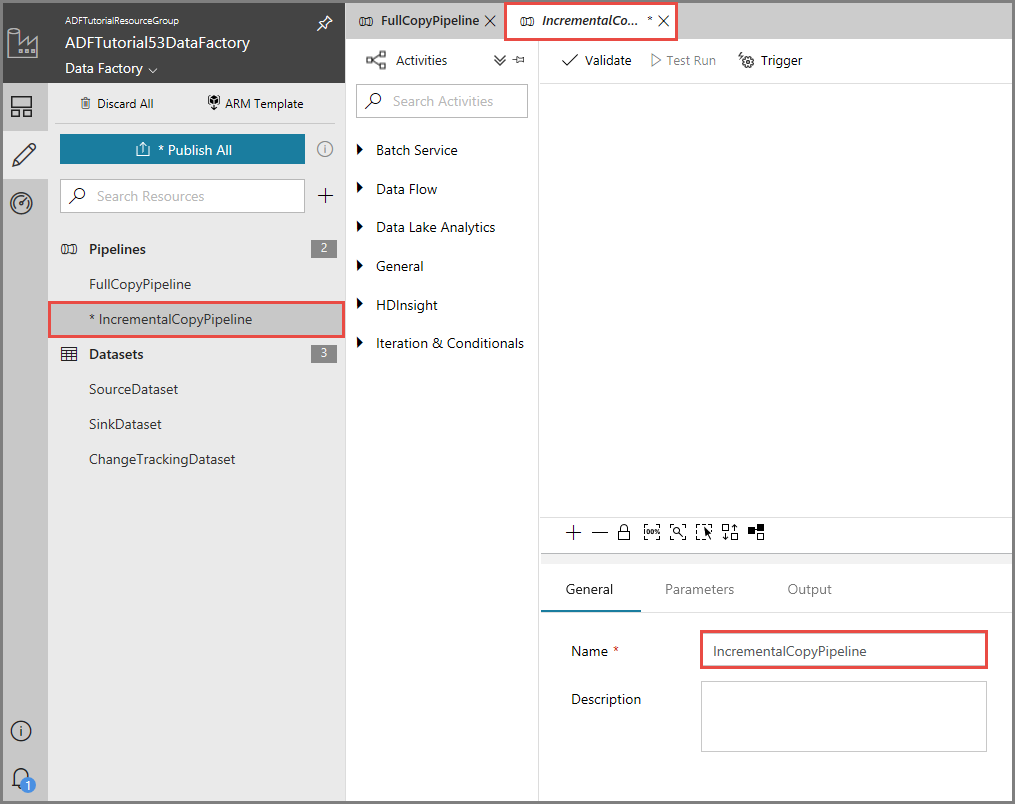 ADFTutorialResourceGroup
ADFTutorial53DataFactory
Data Factory
Discard All
ARM Template
* Publish All
Search Resources
Pipelines 2
FullCopyPipeline
* IncrementalCopyPipeline
Datasets 3
SourceDataset
SinkDataset
ChangeTrackingDataset
1
FullCopyPipeline
IncrementalCo... *
Activities
Search Activities
Batch Service
Data Flow
Data Lake Analytics
General
HDInsight
Iteration & Conditionals
Validate
Test Run
Trigger
100%
General
Parameters
Output
Name * IncrementalCopyPipeline
Description